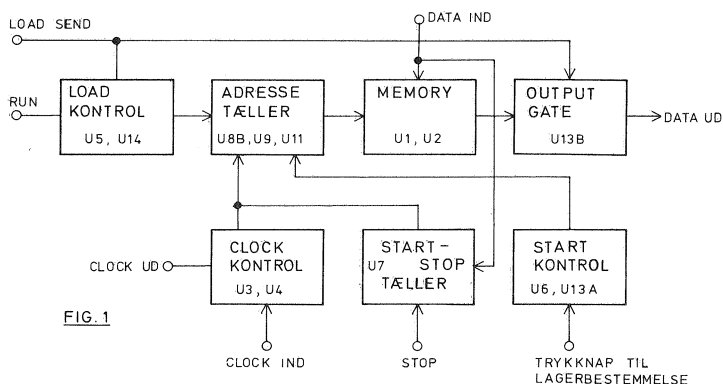 LOAD SEND
DATA IND
RUN
LOAD
KONTROL
U5, U14
ADRESSE
TÆLLER
U8B, U9, U11
MEMORY
U1, U2
OUTPUT
GATE
U13B
DATA UD
CLOCK UD
CLOCK
KONTROL
U3, U4
START-
U7 STOP
TÆLLER
START
KONTROL
U6, U13A
FIG. 1
CLOCK IND
STOP
TRYKKNAP TIL
LAGERBESTEMMELSE